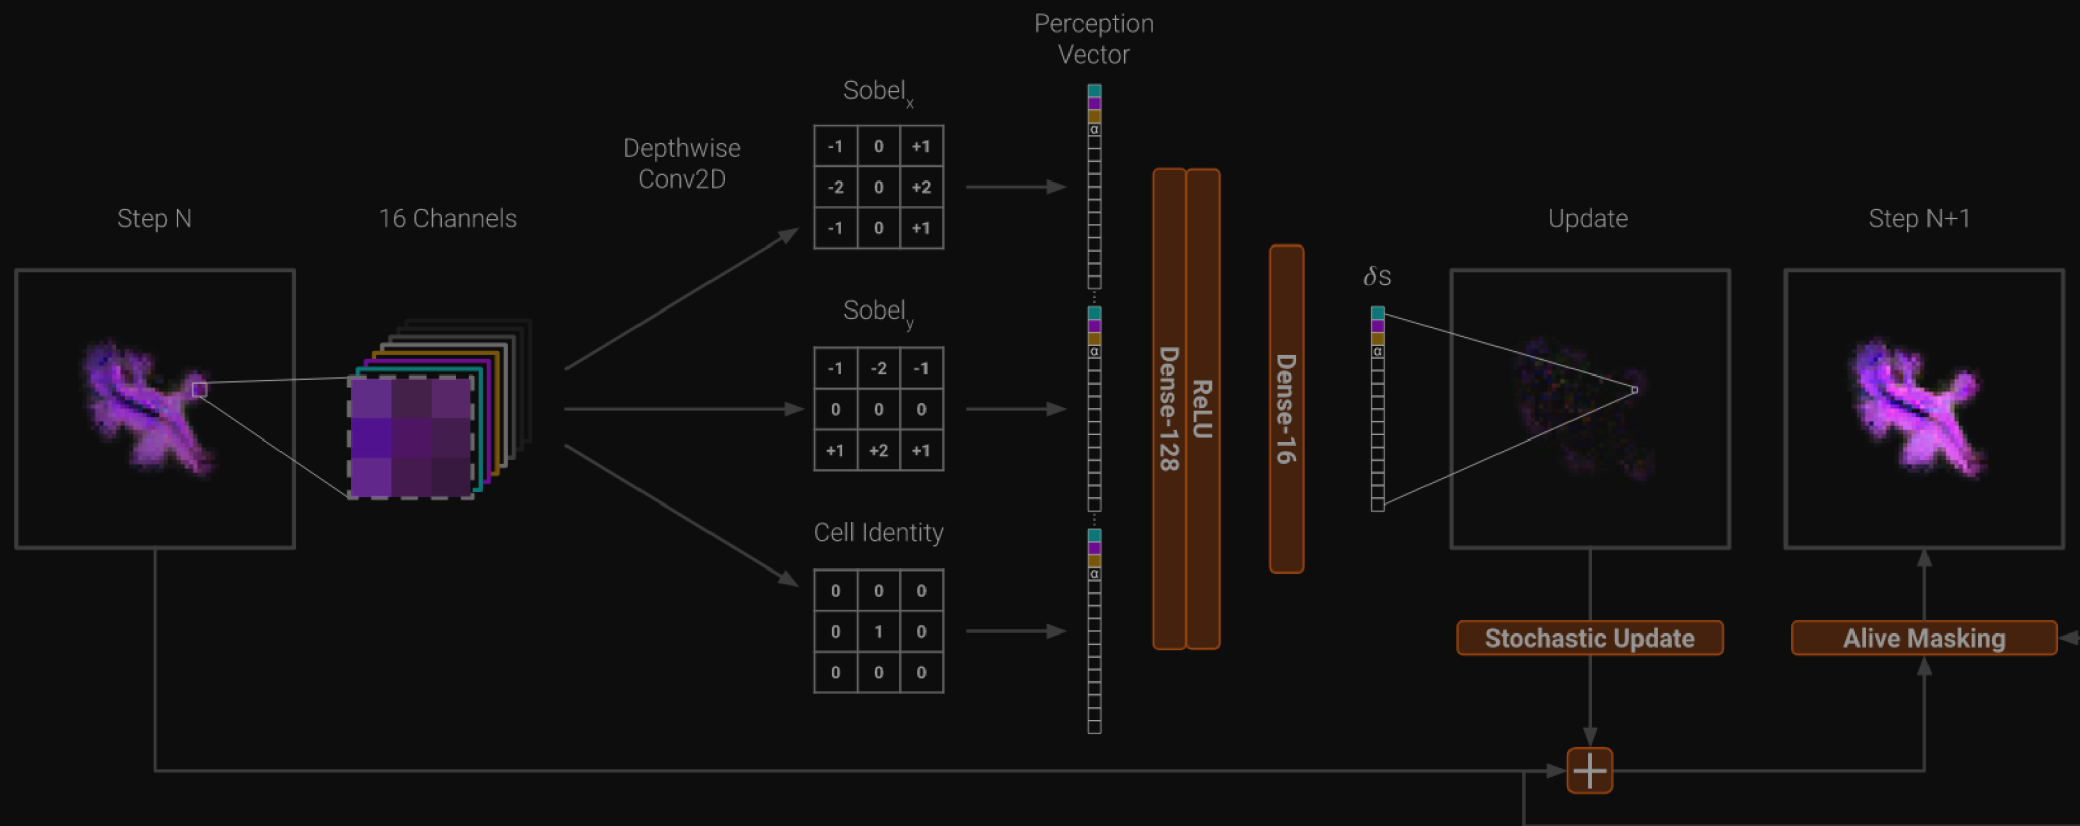 Perception
Vector
Sobelx
Depthwise
Conv2D
-1 0 +1
-2 0 +2
-1 0 +1
α
Step N
16 Channels
Update
Step N+1
δs
Sobely
-1 -2 -1
0 0 0
+1 +2 +1
α
α
Dense-128
ReLU
Dense-16
Cell Identity
0 0 0
0 1 0
0 0 0
α
Stochastic Update
Alive Masking
+